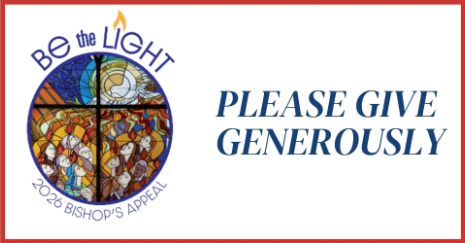 BE the LIGHT
2026 BISHOP'S APPEAL
PLEASE GIVE
GENEROUSLY